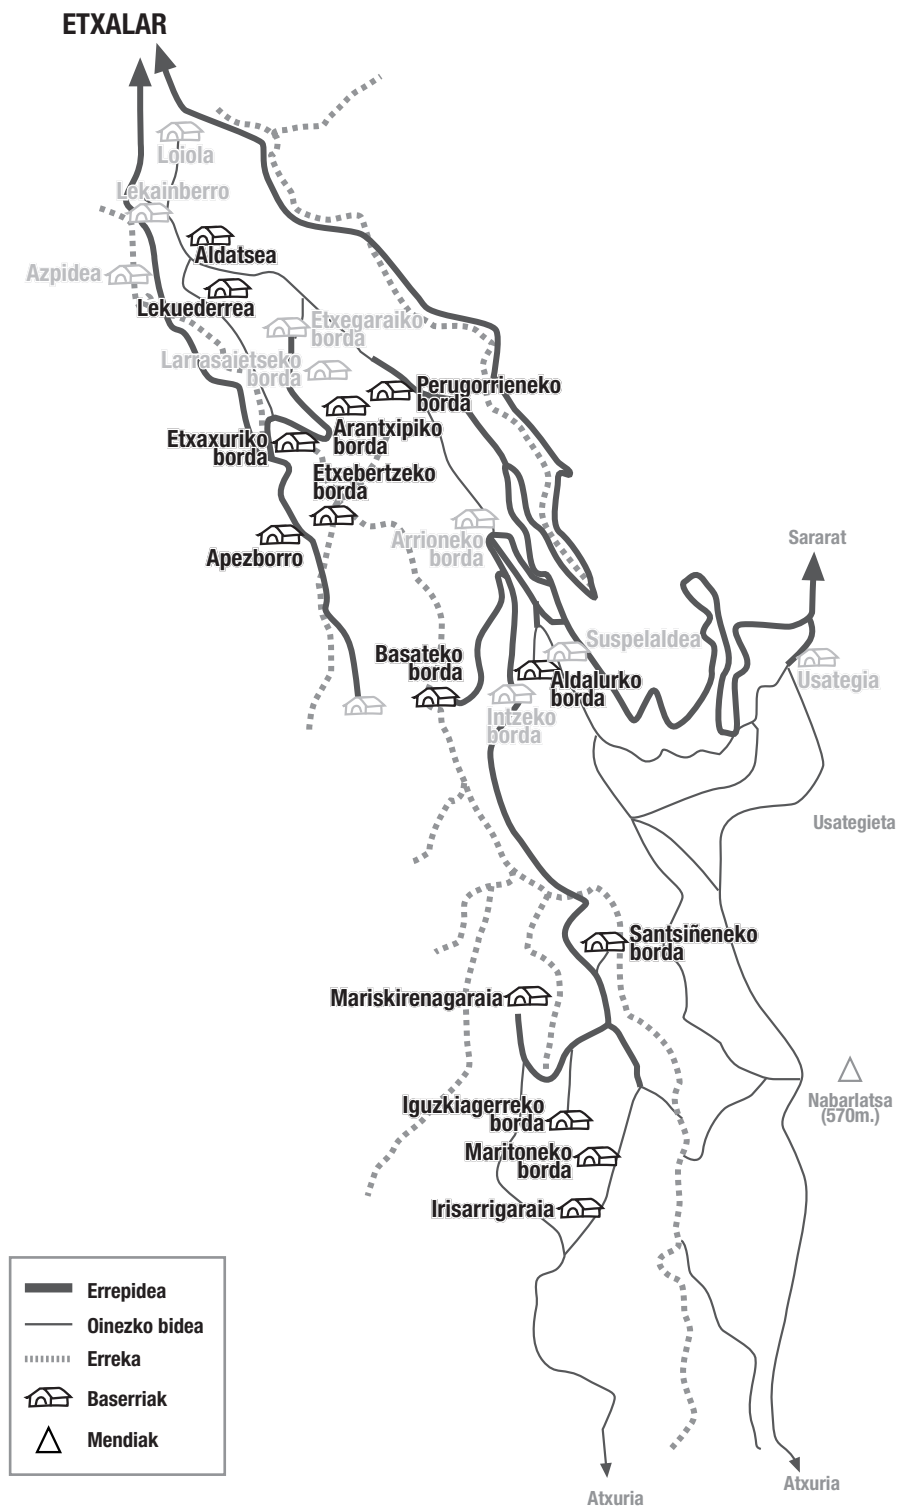 ETXALAR
Loiola
Lekainberro
Aldatsea
Azpidea
Lekuederrea
Etxegaraiko
borda
Larrasaietseko
borda
Perugorrieneko
borda
Arantxipiko
borda
Etxaxuriko
borda
Etxebertzeko
borda
Arrioneko
borda
Sararat
Apezborro
Suspelaldea
Basateko
borda
Usategia
Aldalurko
borda
Intzeko
borda
Usategieta
Santsiñeneko
borda
Mariskirenagaraia
Nabarlatsa
(570m.)
Iguzkiagerreko
borda
Maritoneko
borda
Irisarrigaraia
Errepidea
Oinezko bidea
Erreka
Baserriak
Mendiak
Atxuria
Atxuria